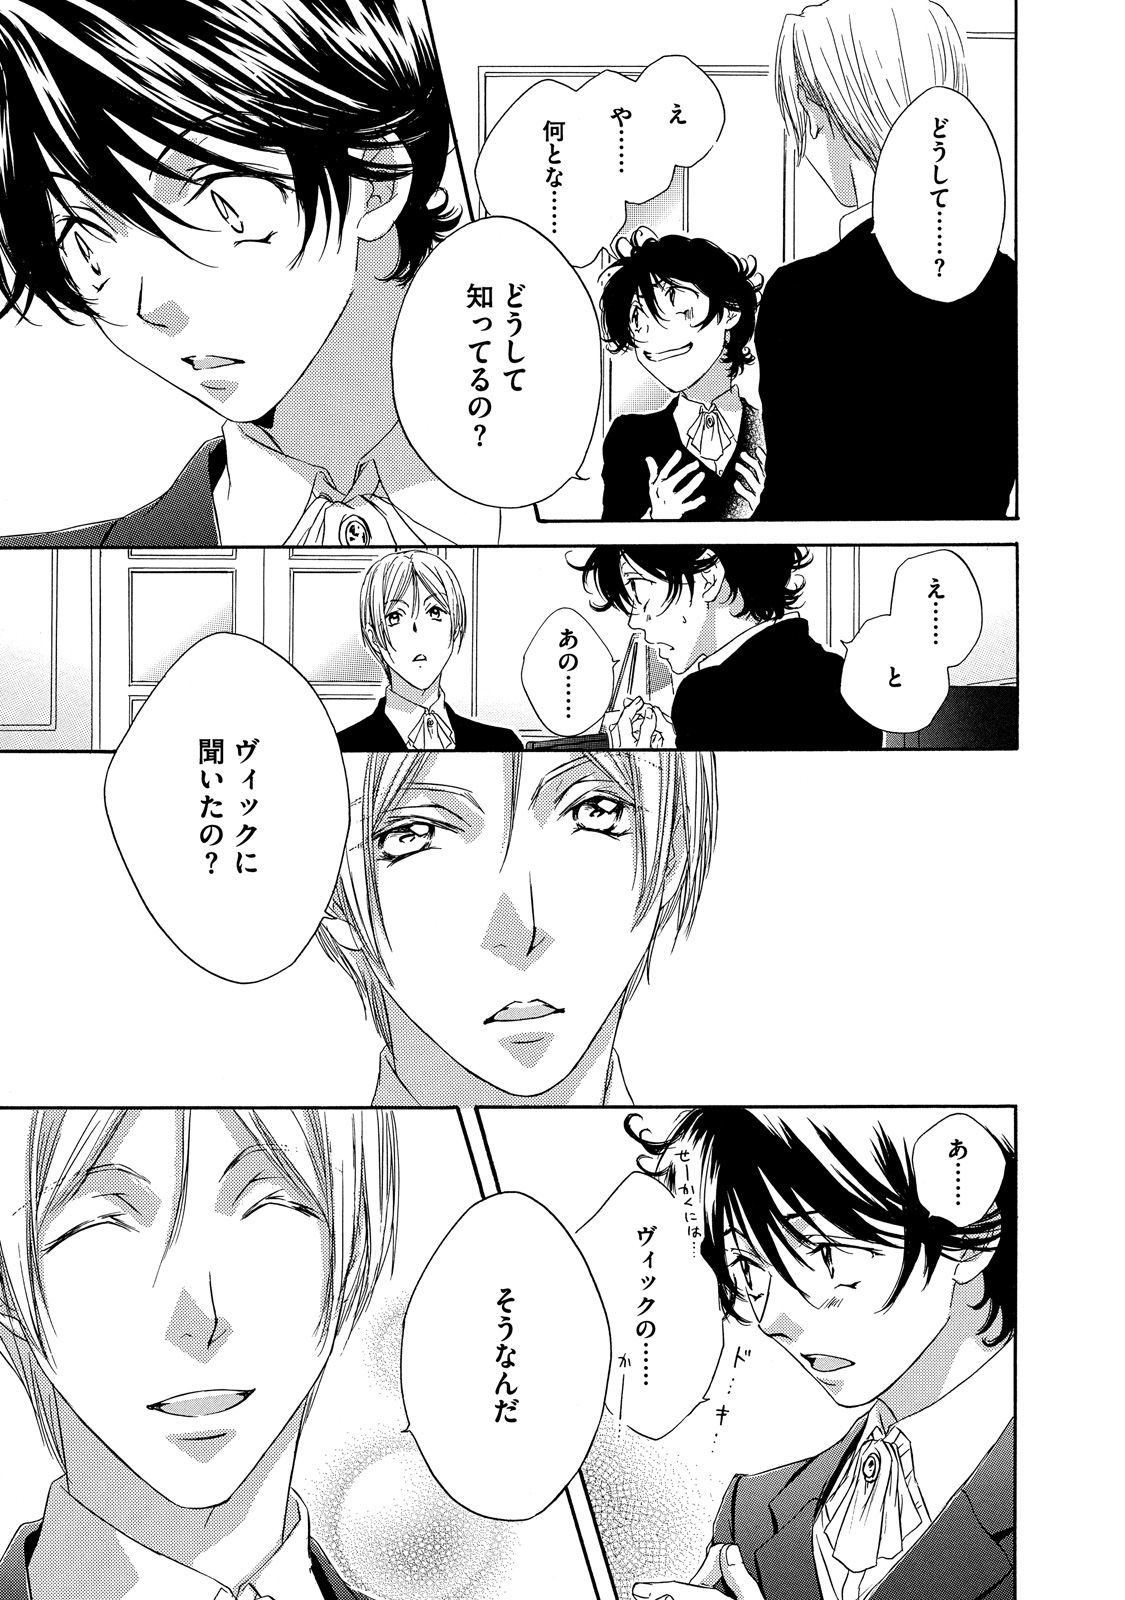 どうして……?
え
や……
何とな……
どうして
知ってるの?
え……
と
あの……
ヴィックに
聞いたの?
あ……
せーかくには…
ヴィックの……
か…
ド…キ…
そうなんだ